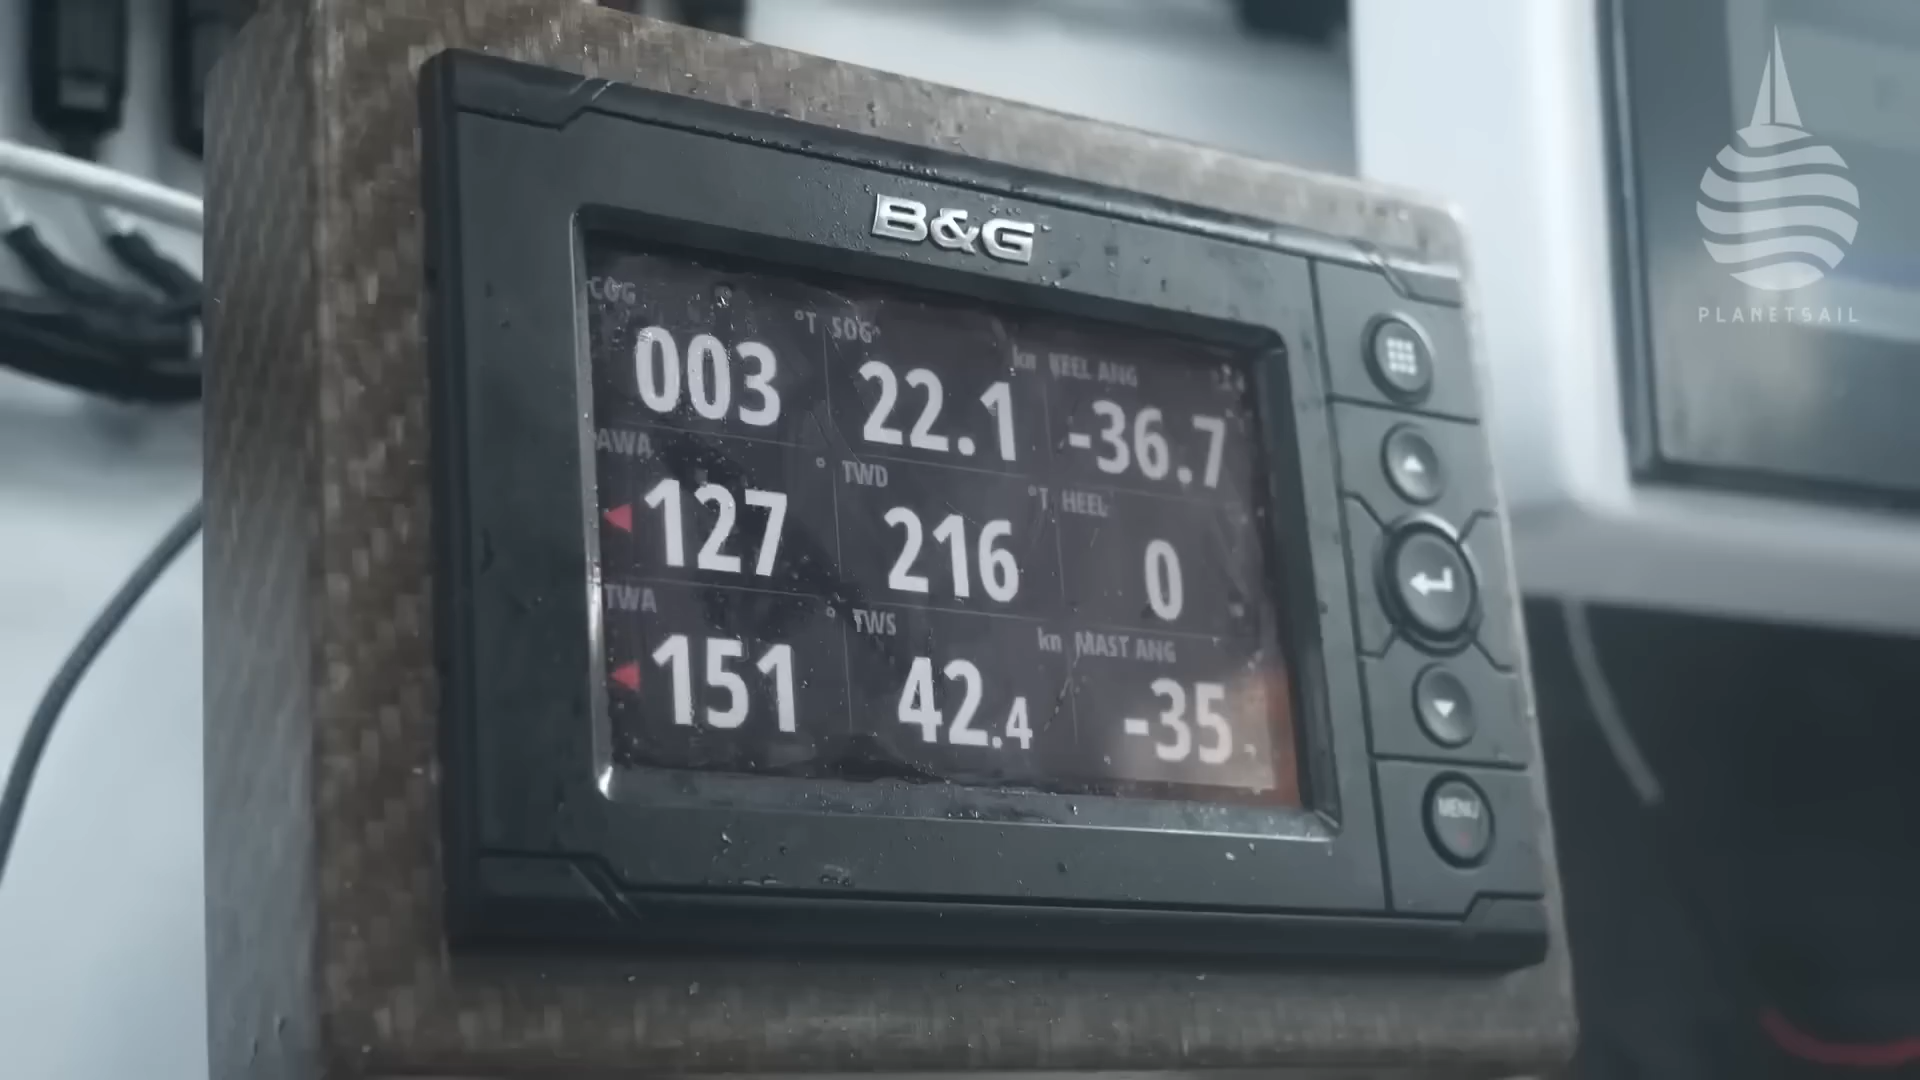 B&G
COG °T
003
SOG kn
22.1
KEEL ANG
-36.7
AWA °
127
TWD °T
216
HEEL
0
TWA °
151
TWS kn
42.4
MAST ANG
-35
MENU
PLANETSAIL